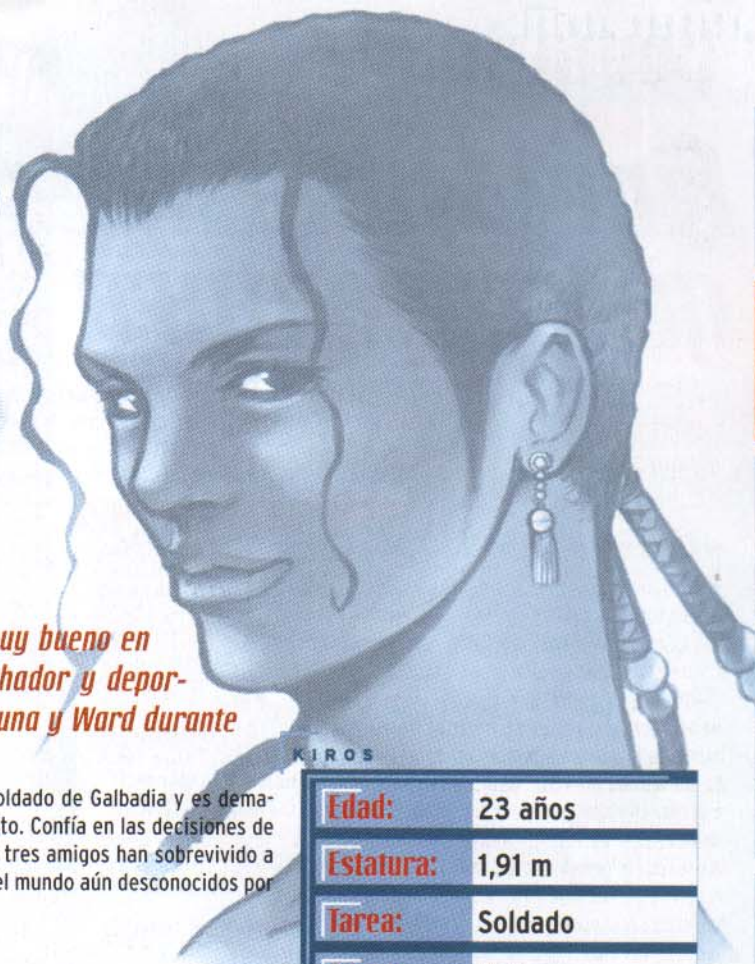 uy bueno en
hador y depor-
una y Ward durante
oldado de Galbadia y es dema-
to. Confía en las decisiones de
tres amigos han sobrevivido a
el mundo aún desconocidos por
KIROS
Edad: 23 años
Estatura: 1,91 m
Tarea: Soldado